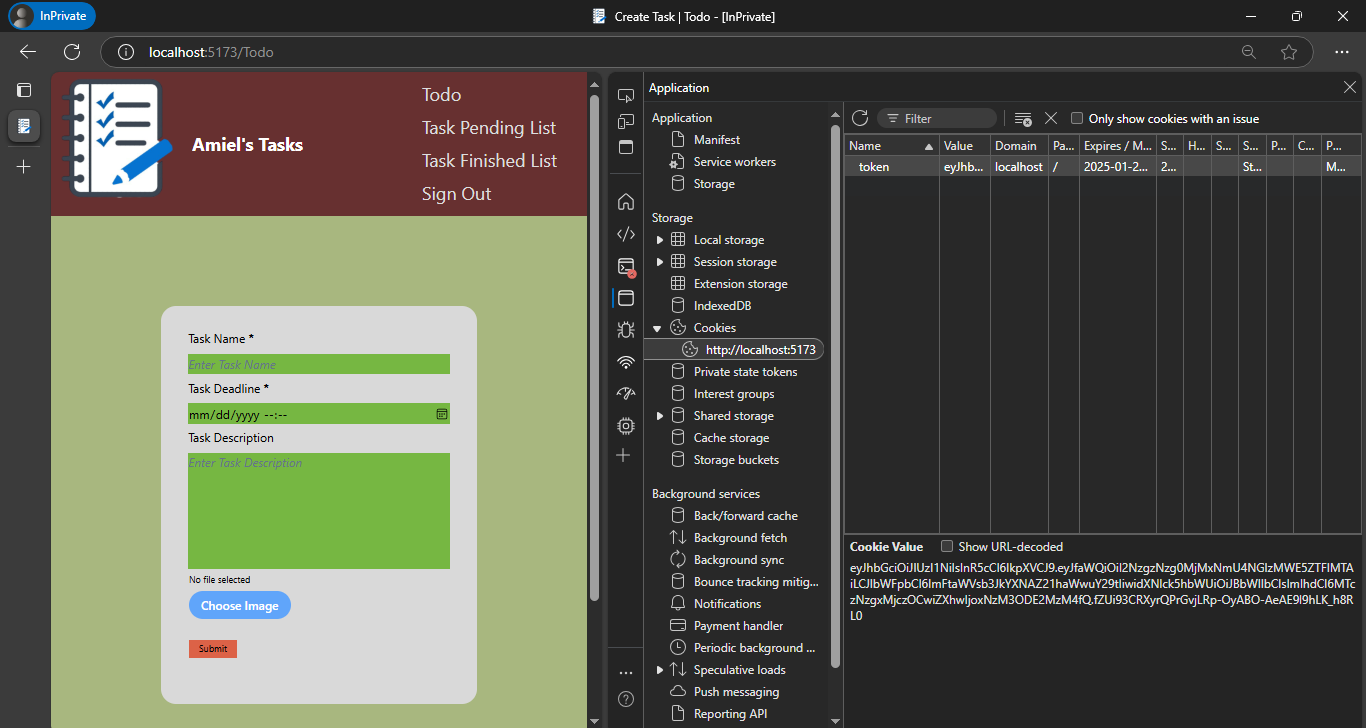 InPrivate
Create Task | Todo - [InPrivate]
localhost:5173/Todo
Amiel's Tasks
Todo
Task Pending List
Task Finished List
Sign Out
Task Name *
Enter Task Name
Task Deadline *
mm/dd/yyyy --:--
Task Description
Enter Task Description
No file selected
Choose Image
Submit
Application
Application
Manifest
Service workers
Storage
Storage
Local storage
Session storage
Extension storage
IndexedDB
Cookies
http://localhost:5173
Private state tokens
Interest groups
Shared storage
Cache storage
Storage buckets
Background services
Back/forward cache
Background fetch
Background sync
Bounce tracking mitig...
Notifications
Payment handler
Periodic background ...
Speculative loads
Push messaging
Reporting API
Filter
Only show cookies with an issue
Name Value Domain Pa... Expires / M... S... H... S... S... P... C... P...
token eyJhb... localhost / 2025-01-2... 2... St... M...
Cookie Value Show URL-decoded